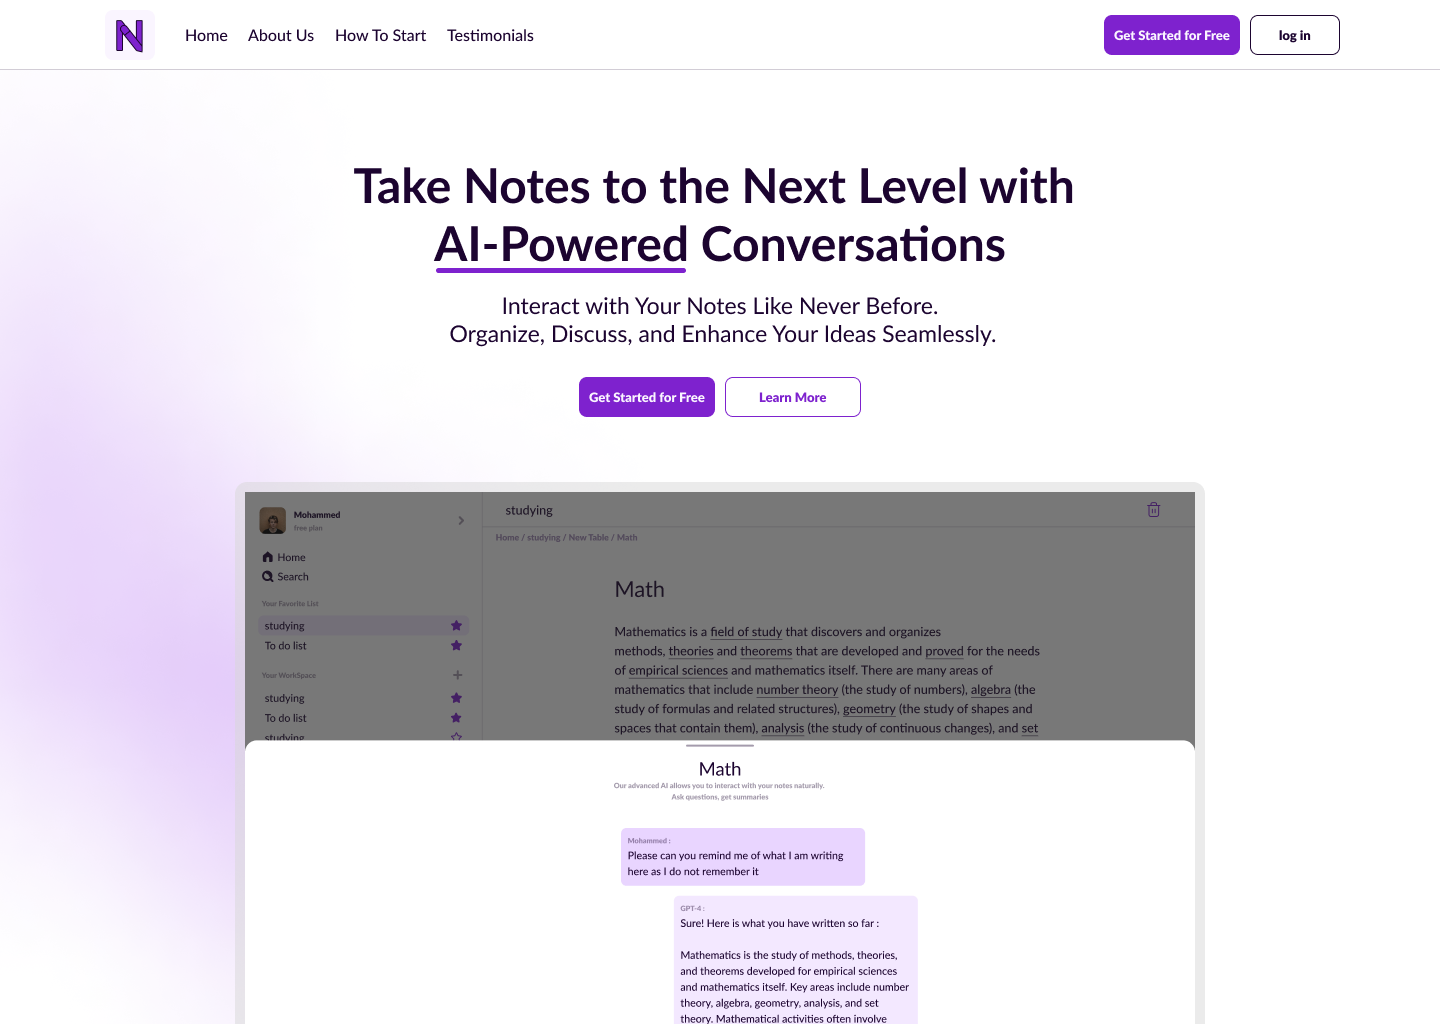 N
Home About Us How To Start Testimonials
Get Started for Free
log in
Take Notes to the Next Level with
AI-Powered Conversations
Interact with Your Notes Like Never Before.
Organize, Discuss, and Enhance Your Ideas Seamlessly.
Get Started for Free
Learn More
Mohammed
free plan
Home
Search
Your Favorite List
studying
To do list
Your WorkSpace
studying
To do list
studying
studying
Home / studying / New Table / Math
Math
Mathematics is a field of study that discovers and organizes
methods, theories and theorems that are developed and proved for the needs
of empirical sciences and mathematics itself. There are many areas of
mathematics that include number theory (the study of numbers), algebra (the
study of formulas and related structures), geometry (the study of shapes and
spaces that contain them), analysis (the study of continuous changes), and set
Math
Our advanced AI allows you to interact with your notes naturally.
Ask questions, get summaries
Mohammed :
Please can you remind me of what I am writing
here as I do not remember it
GPT-4 :
Sure! Here is what you have written so far :
Mathematics is the study of methods, theories,
and theorems developed for empirical sciences
and mathematics itself. Key areas include number
theory, algebra, geometry, analysis, and set
theory. Mathematical activities often involve